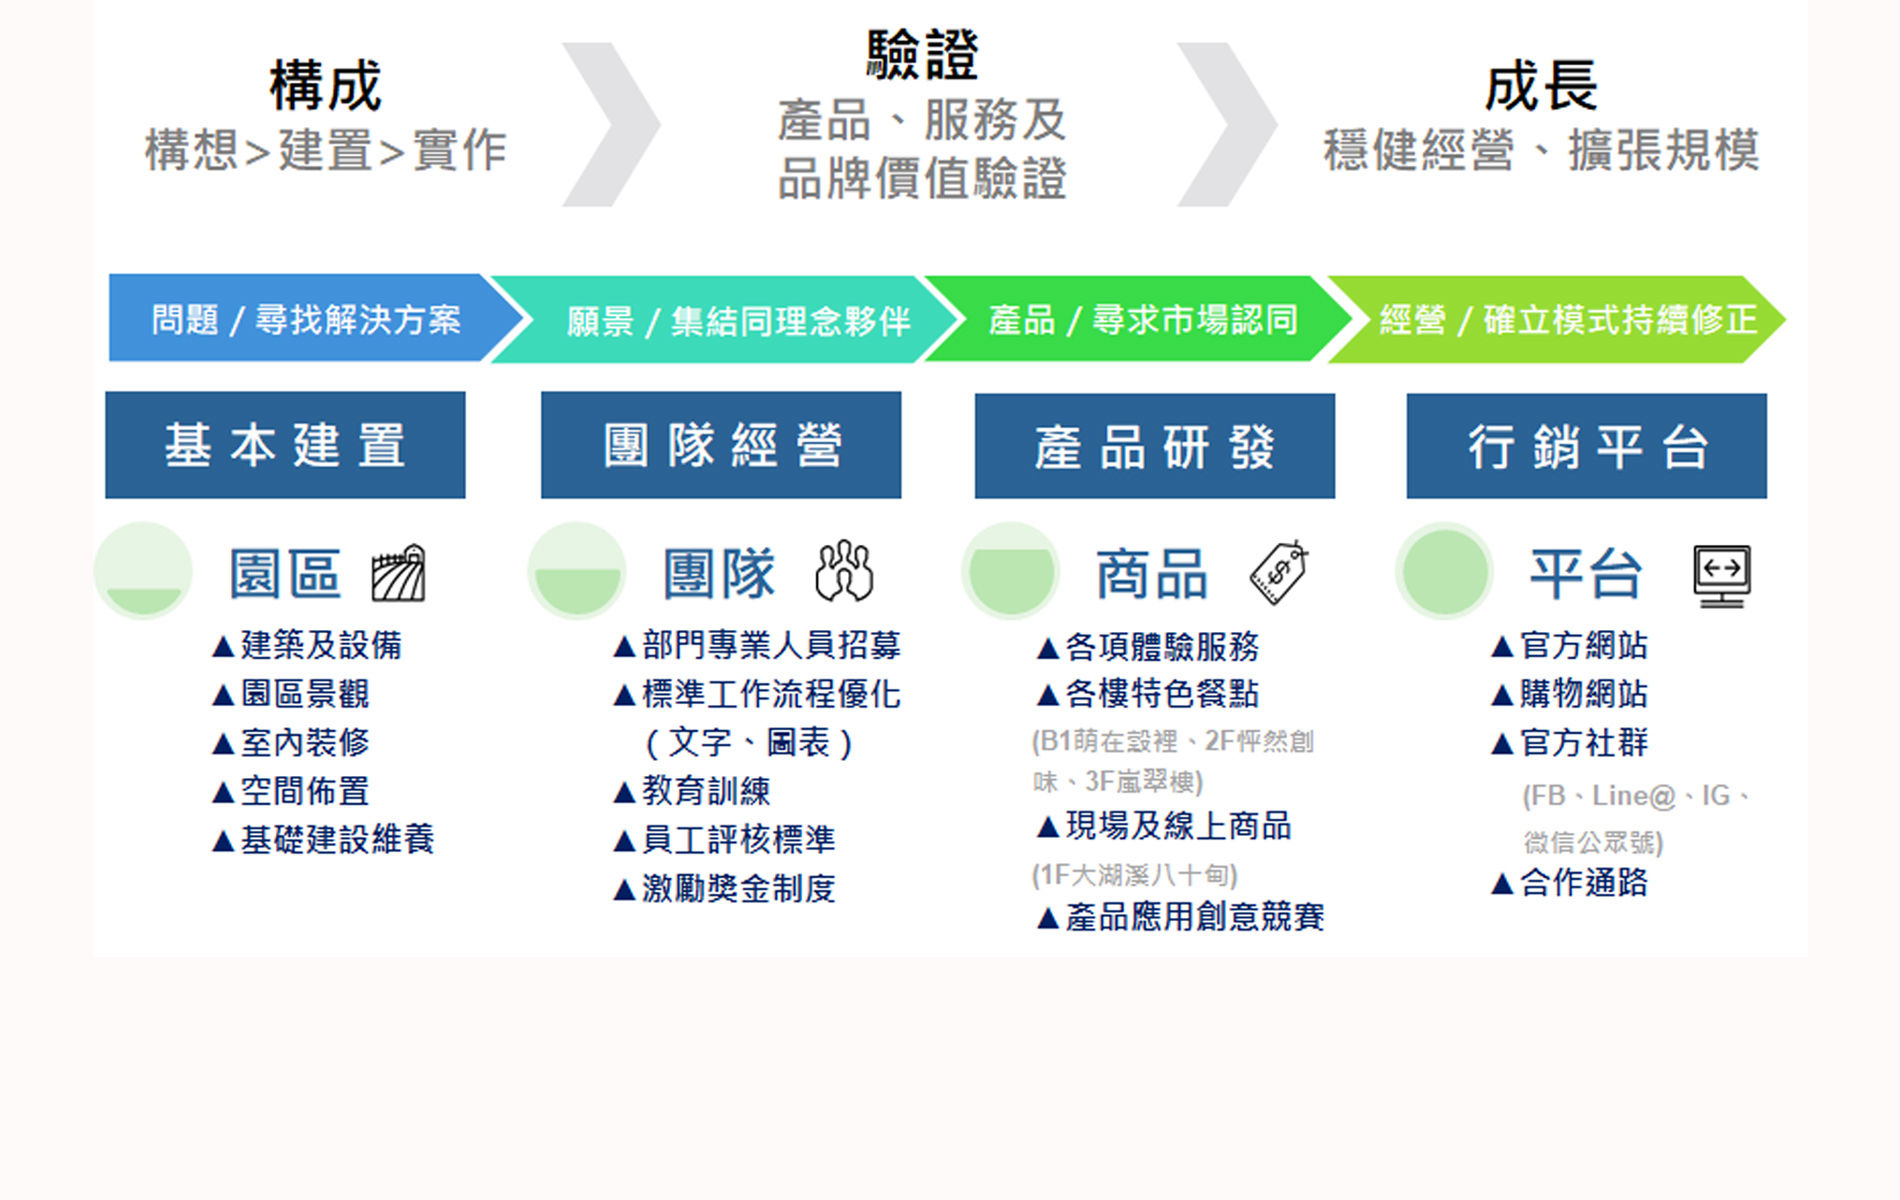 構成
構想>建置>實作
驗證
產品、服務及
品牌價值驗證
成長
穩健經營、擴張規模
問題 / 尋找解決方案
願景 / 集結同理念夥伴
產品 / 尋求市場認同
經營 / 確立模式持續修正
基本建置
園區
▲建築及設備
▲園區景觀
▲室內裝修
▲空間佈置
▲基礎建設維養
團隊經營
團隊
▲部門專業人員招募
▲標準工作流程優化
(文字、圖表)
▲教育訓練
▲員工評核標準
▲激勵獎金制度
產品研發
商品
$
▲各項體驗服務
▲各樓特色餐點
(B1萌在穀裡、2F怦然創
味、3F嵐翠樓)
▲現場及線上商品
(1F大湖溪八十甸)
▲產品應用創意競賽
行銷平台
平台
▲官方網站
▲購物網站
▲官方社群
(FB、Line@、IG、
微信公眾號)
▲合作通路